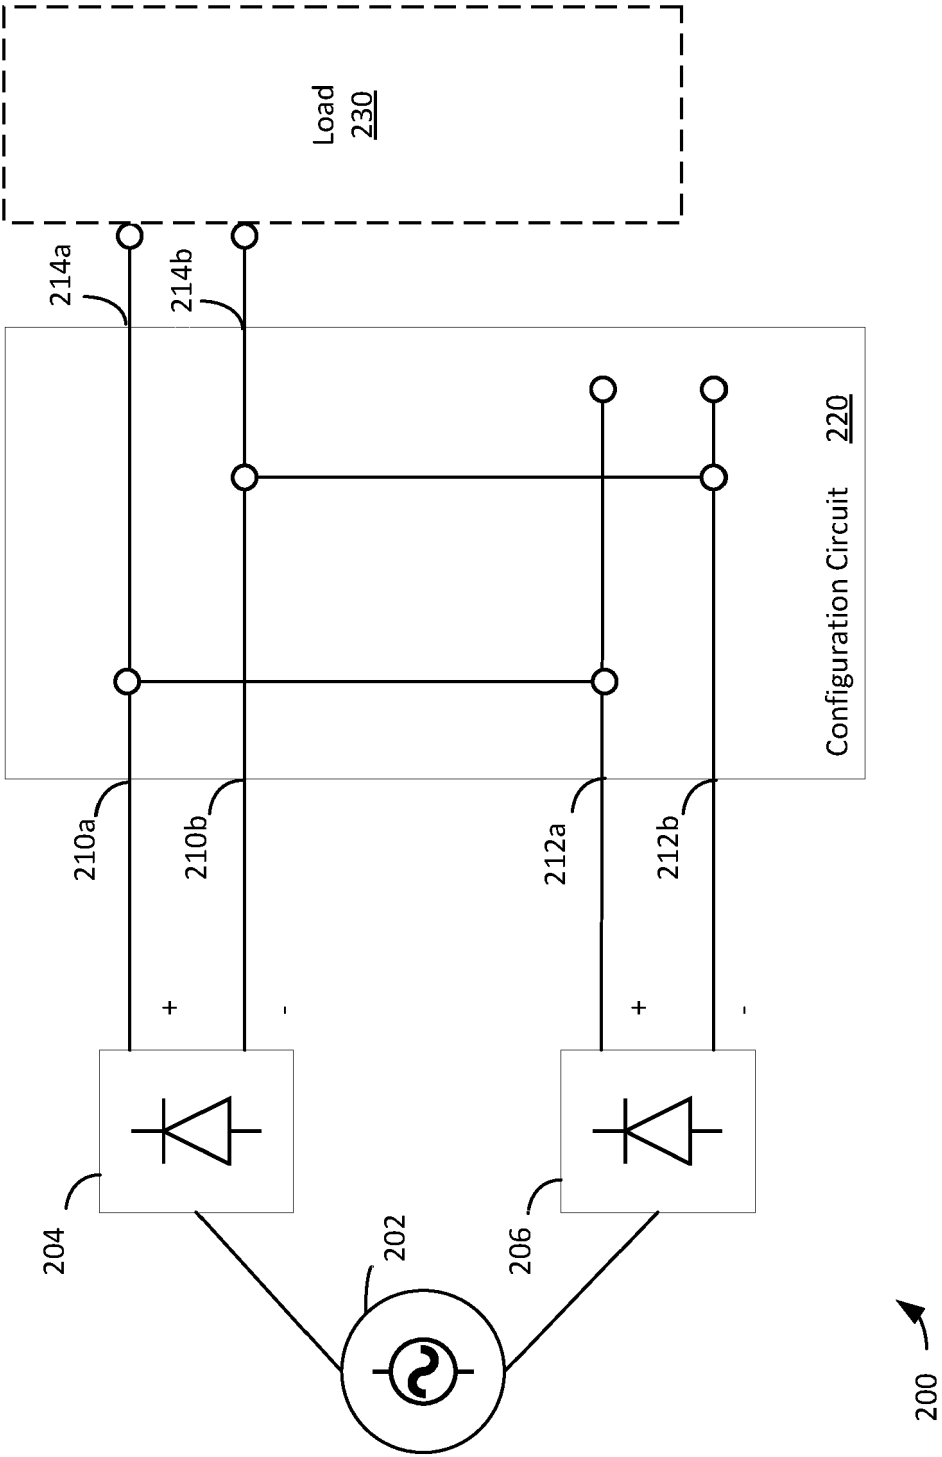 204
202
206
200
+
-
+
-
210a
210b
212a
212b
Configuration Circuit 220
214a
214b
Load
230